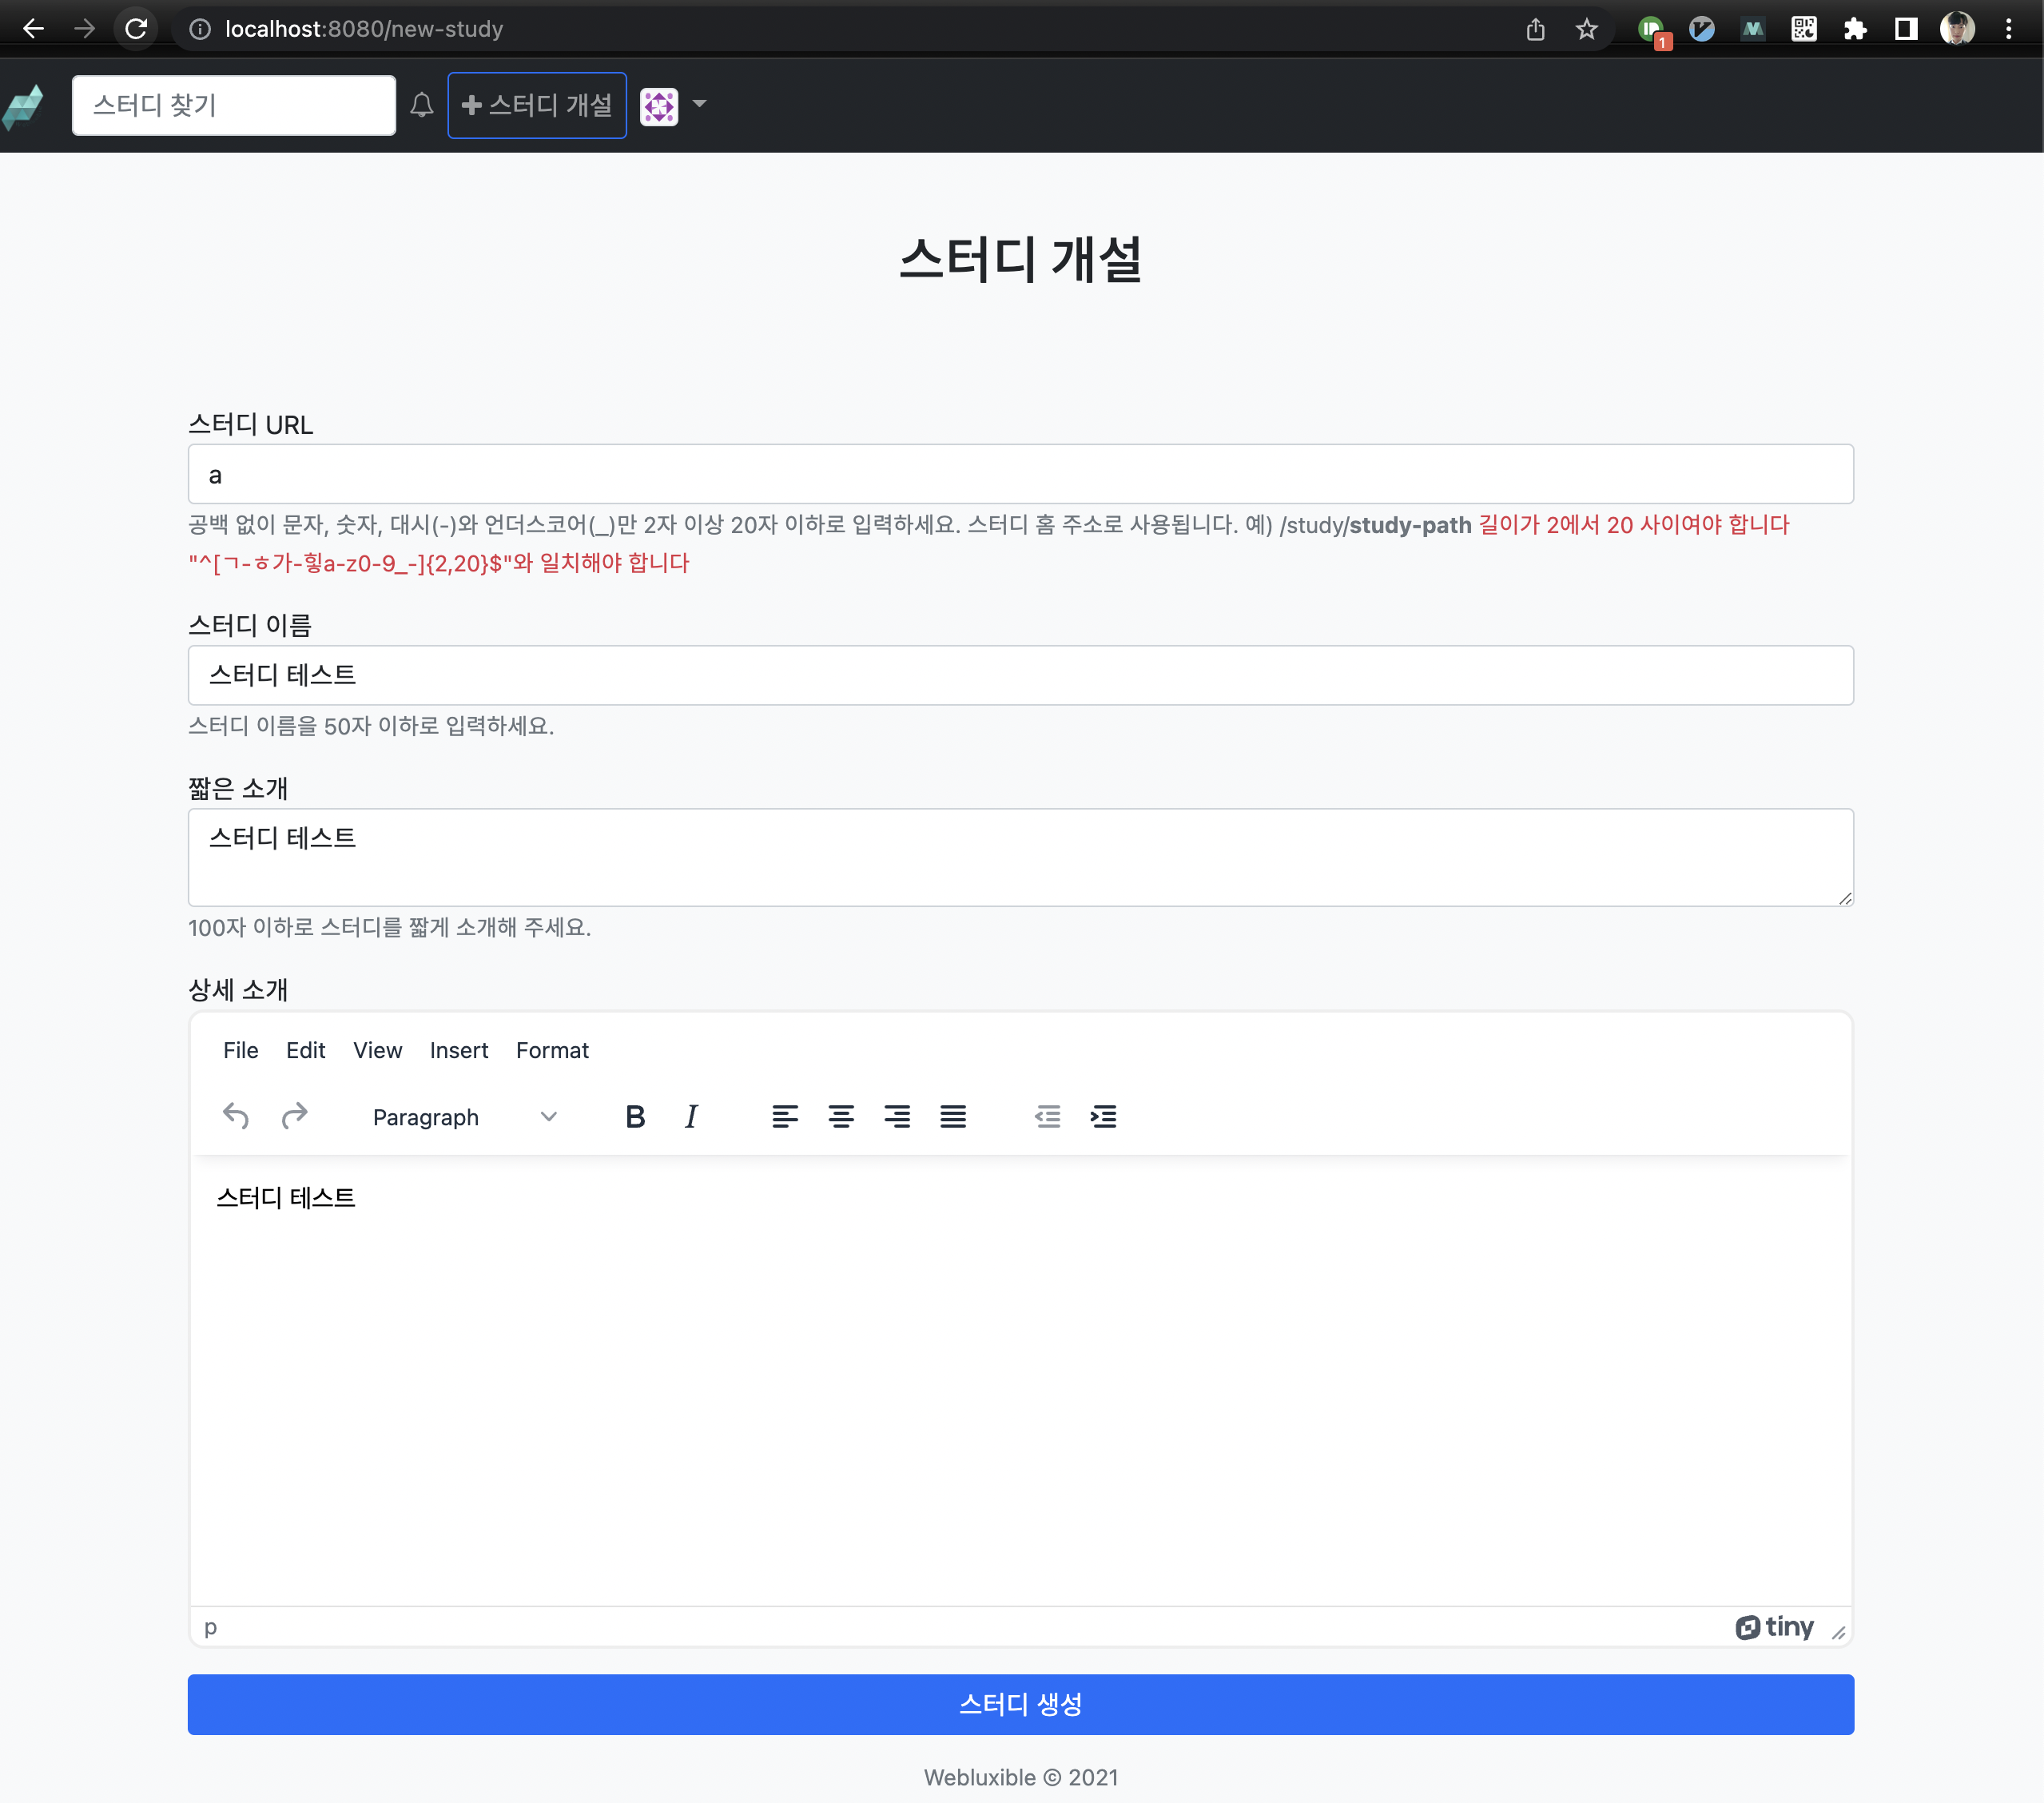 localhost:8080/new-study
1
스터디 찾기
스터디 개설
스터디 개설
스터디 URL
a
공백 없이 문자, 숫자, 대시(-)와 언더스코어(_)만 2자 이상 20자 이하로 입력하세요. 스터디 홈 주소로 사용됩니다. 예) /study/study-path 길이가 2에서 20 사이여야 합니다
"^[ㄱ-ㅎ가-힣a-z0-9_-]{2,20}$"와 일치해야 합니다
스터디 이름
스터디 테스트
스터디 이름을 50자 이하로 입력하세요.
짧은 소개
스터디 테스트
100자 이하로 스터디를 짧게 소개해 주세요.
상세 소개
File Edit View Insert Format
Paragraph B I
스터디 테스트
p tiny
스터디 생성
Webluxible © 2021